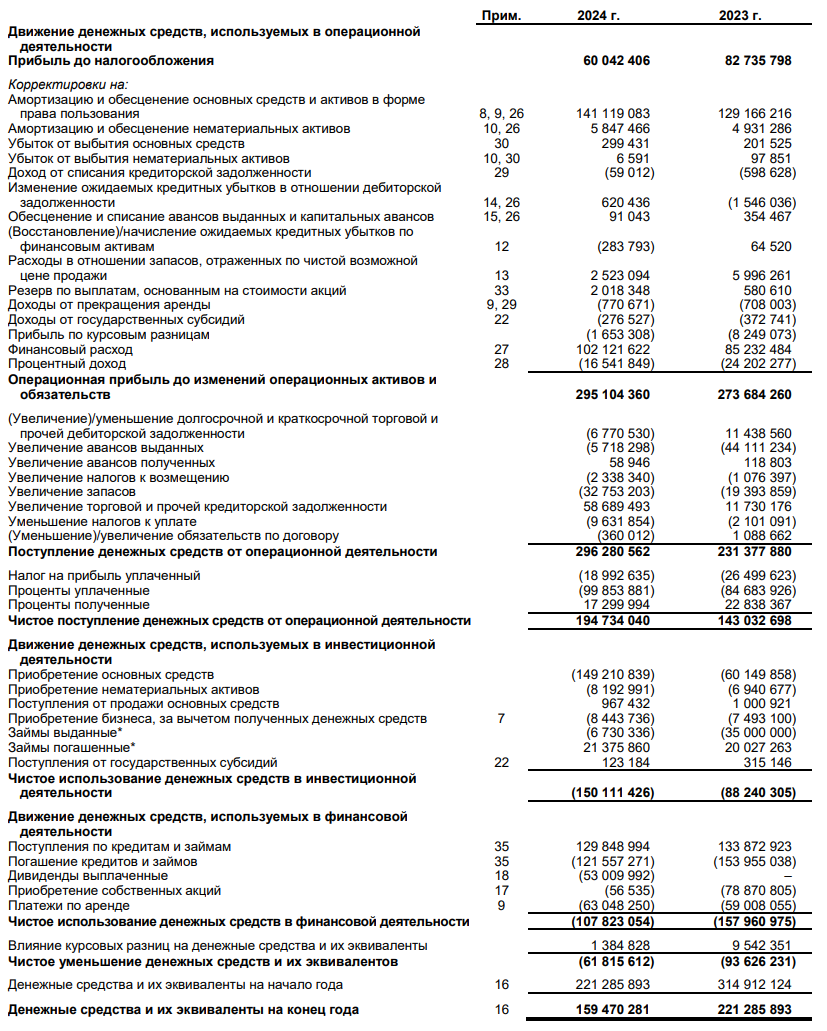 Прим. 2024 г. 2023 г.
Движение денежных средств, используемых в операционной
деятельности
Прибыль до налогообложения 60 042 406 82 735 798
Корректировки на:
Амортизацию и обесценение основных средств и активов в форме
права пользования 8, 9, 26 141 119 083 129 166 216
Амортизацию и обесценение нематериальных активов 10, 26 5 847 466 4 931 286
Убыток от выбытия основных средств 30 299 431 201 525
Убыток от выбытия нематериальных активов 10, 30 6 591 97 851
Доход от списания кредиторской задолженности 29 (59 012) (598 628)
Изменение ожидаемых кредитных убытков в отношении дебиторской
задолженности 14, 26 620 436 (1 546 036)
Обесценение и списание авансов выданных и капитальных авансов 15, 26 91 043 354 467
(Восстановление)/начисление ожидаемых кредитных убытков по
финансовым активам 12 (283 793) 64 520
Расходы в отношении запасов, отраженных по чистой возможной
цене продажи 13 2 523 094 5 996 261
Резерв по выплатам, основанным на стоимости акций 33 2 018 348 580 610
Доходы от прекращения аренды 9, 29 (770 671) (708 003)
Доходы от государственных субсидий 22 (276 527) (372 741)
Прибыль по курсовым разницам (1 653 308) (8 249 073)
Финансовый расход 27 102 121 622 85 232 484
Процентный доход 28 (16 541 849) (24 202 277)
Операционная прибыль до изменений операционных активов и
обязательств 295 104 360 273 684 260
(Увеличение)/уменьшение долгосрочной и краткосрочной торговой и
прочей дебиторской задолженности (6 770 530) 11 438 560
Увеличение авансов выданных (5 718 298) (44 111 234)
Увеличение авансов полученных 58 946 118 803
Увеличение налогов к возмещению (2 338 340) (1 076 397)
Увеличение запасов (32 753 203) (19 393 859)
Увеличение торговой и прочей кредиторской задолженности 58 689 493 11 730 176
Уменьшение налогов к уплате (9 631 854) (2 101 091)
(Уменьшение)/увеличение обязательств по договору (360 012) 1 088 662
Поступление денежных средств от операционной деятельности 296 280 562 231 377 880
Налог на прибыль уплаченный (18 992 635) (26 499 623)
Проценты уплаченные (99 853 881) (84 683 926)
Проценты полученные 17 299 994 22 838 367
Чистое поступление денежных средств от операционной деятельности 194 734 040 143 032 698
Движение денежных средств, используемых в инвестиционной
деятельности
Приобретение основных средств (149 210 839) (60 149 858)
Приобретение нематериальных активов (8 192 991) (6 940 677)
Поступления от продажи основных средств 967 432 1 000 921
Приобретение бизнеса, за вычетом полученных денежных средств 7 (8 443 736) (7 493 100)
Займы выданные* (6 730 336) (35 000 000)
Займы погашенные* 21 375 860 20 027 263
Поступления от государственных субсидий 22 123 184 315 146
Чистое использование денежных средств в инвестиционной
деятельности (150 111 426) (88 240 305)
Движение денежных средств, используемых в финансовой
деятельности
Поступления по кредитам и займам 35 129 848 994 133 872 923
Погашение кредитов и займов 35 (121 557 271) (153 955 038)
Дивиденды выплаченные 18 (53 009 992) –
Приобретение собственных акций 17 (56 535) (78 870 805)
Платежи по аренде 9 (63 048 250) (59 008 055)
Чистое использование денежных средств в финансовой деятельности (107 823 054) (157 960 975)
Влияние курсовых разниц на денежные средства и их эквиваленты 1 384 828 9 542 351
Чистое уменьшение денежных средств и их эквивалентов (61 815 612) (93 626 231)
Денежные средства и их эквиваленты на начало года 16 221 285 893 314 912 124
Денежные средства и их эквиваленты на конец года 16 159 470 281 221 285 893